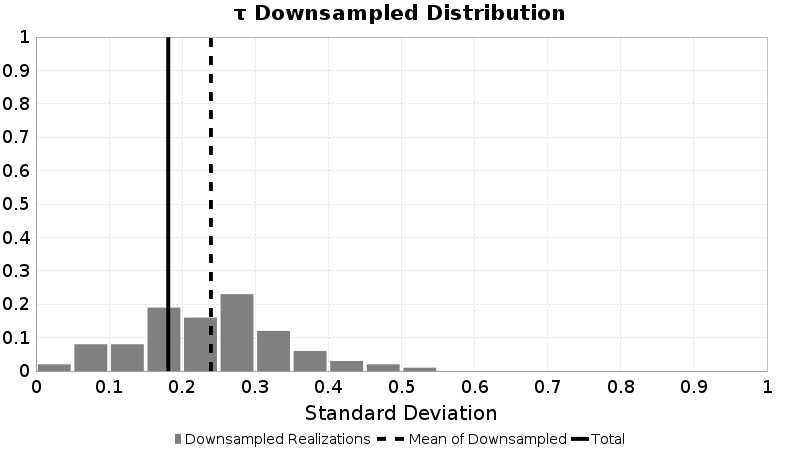 τ Downsampled Distribution
1
0.9
0.8
0.7
0.6
0.5
0.4
0.3
0.2
0.1
0
0 0.1 0.2 0.3 0.4 0.5 0.6 0.7 0.8 0.9 1
Standard Deviation
Downsampled Realizations Mean of Downsampled Total